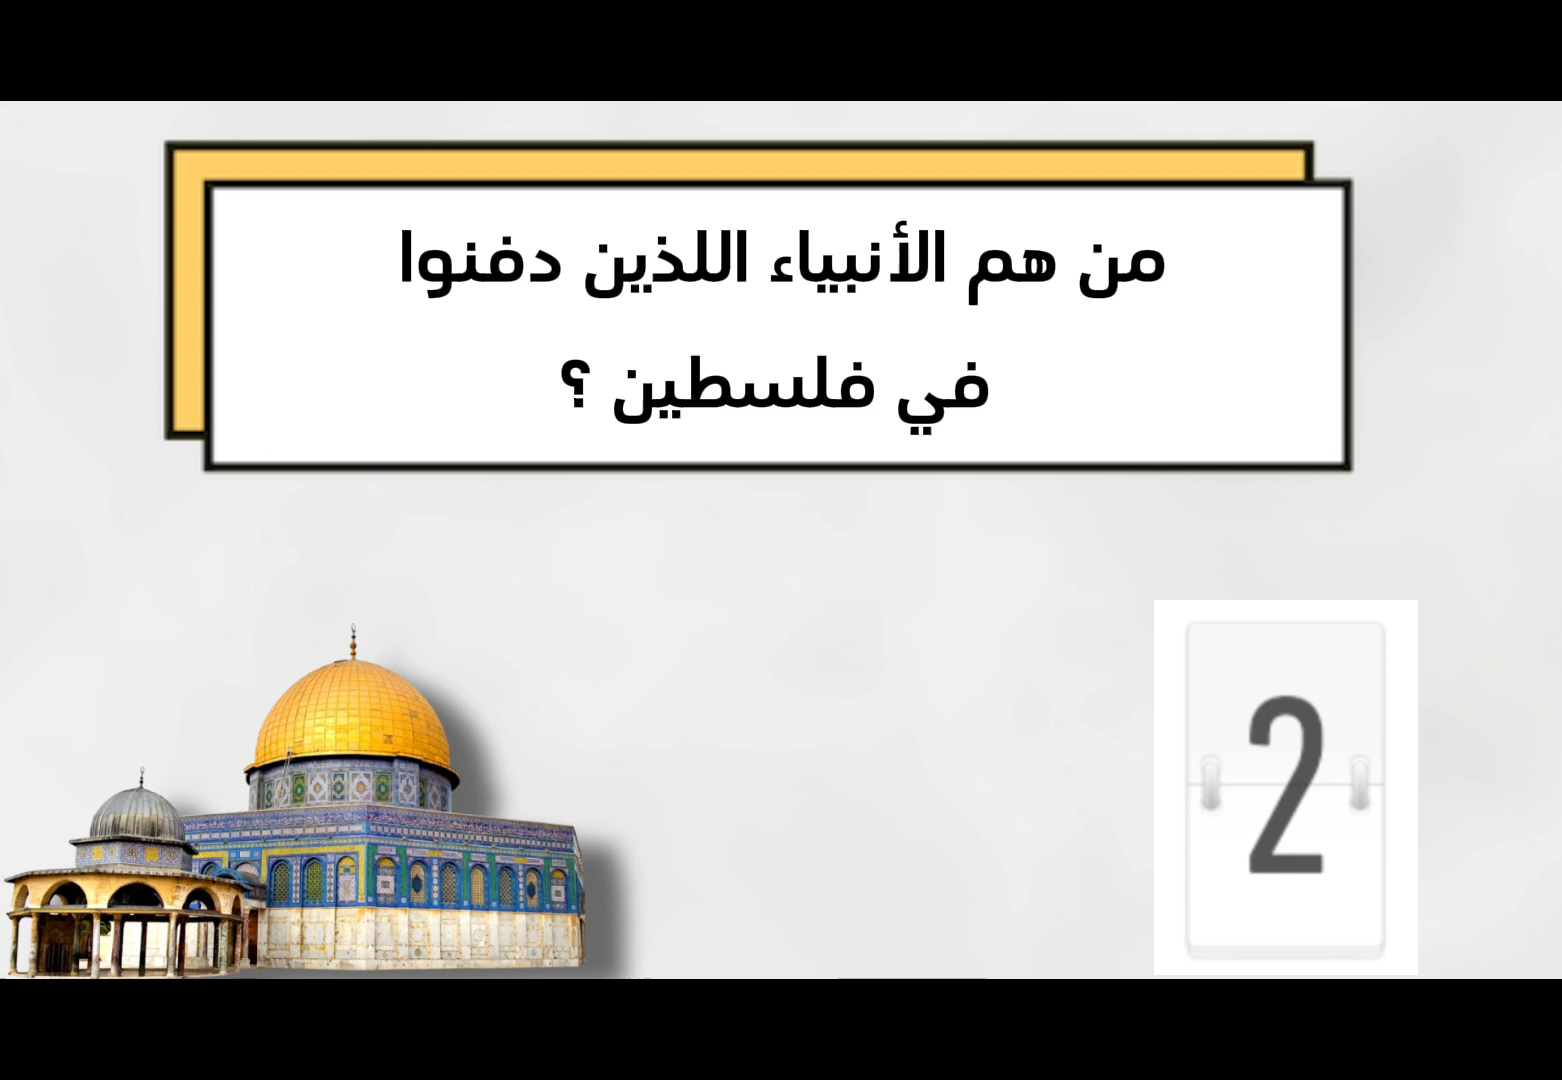 من هم الأنبياء اللذين دفنوا
في فلسطين ؟
2